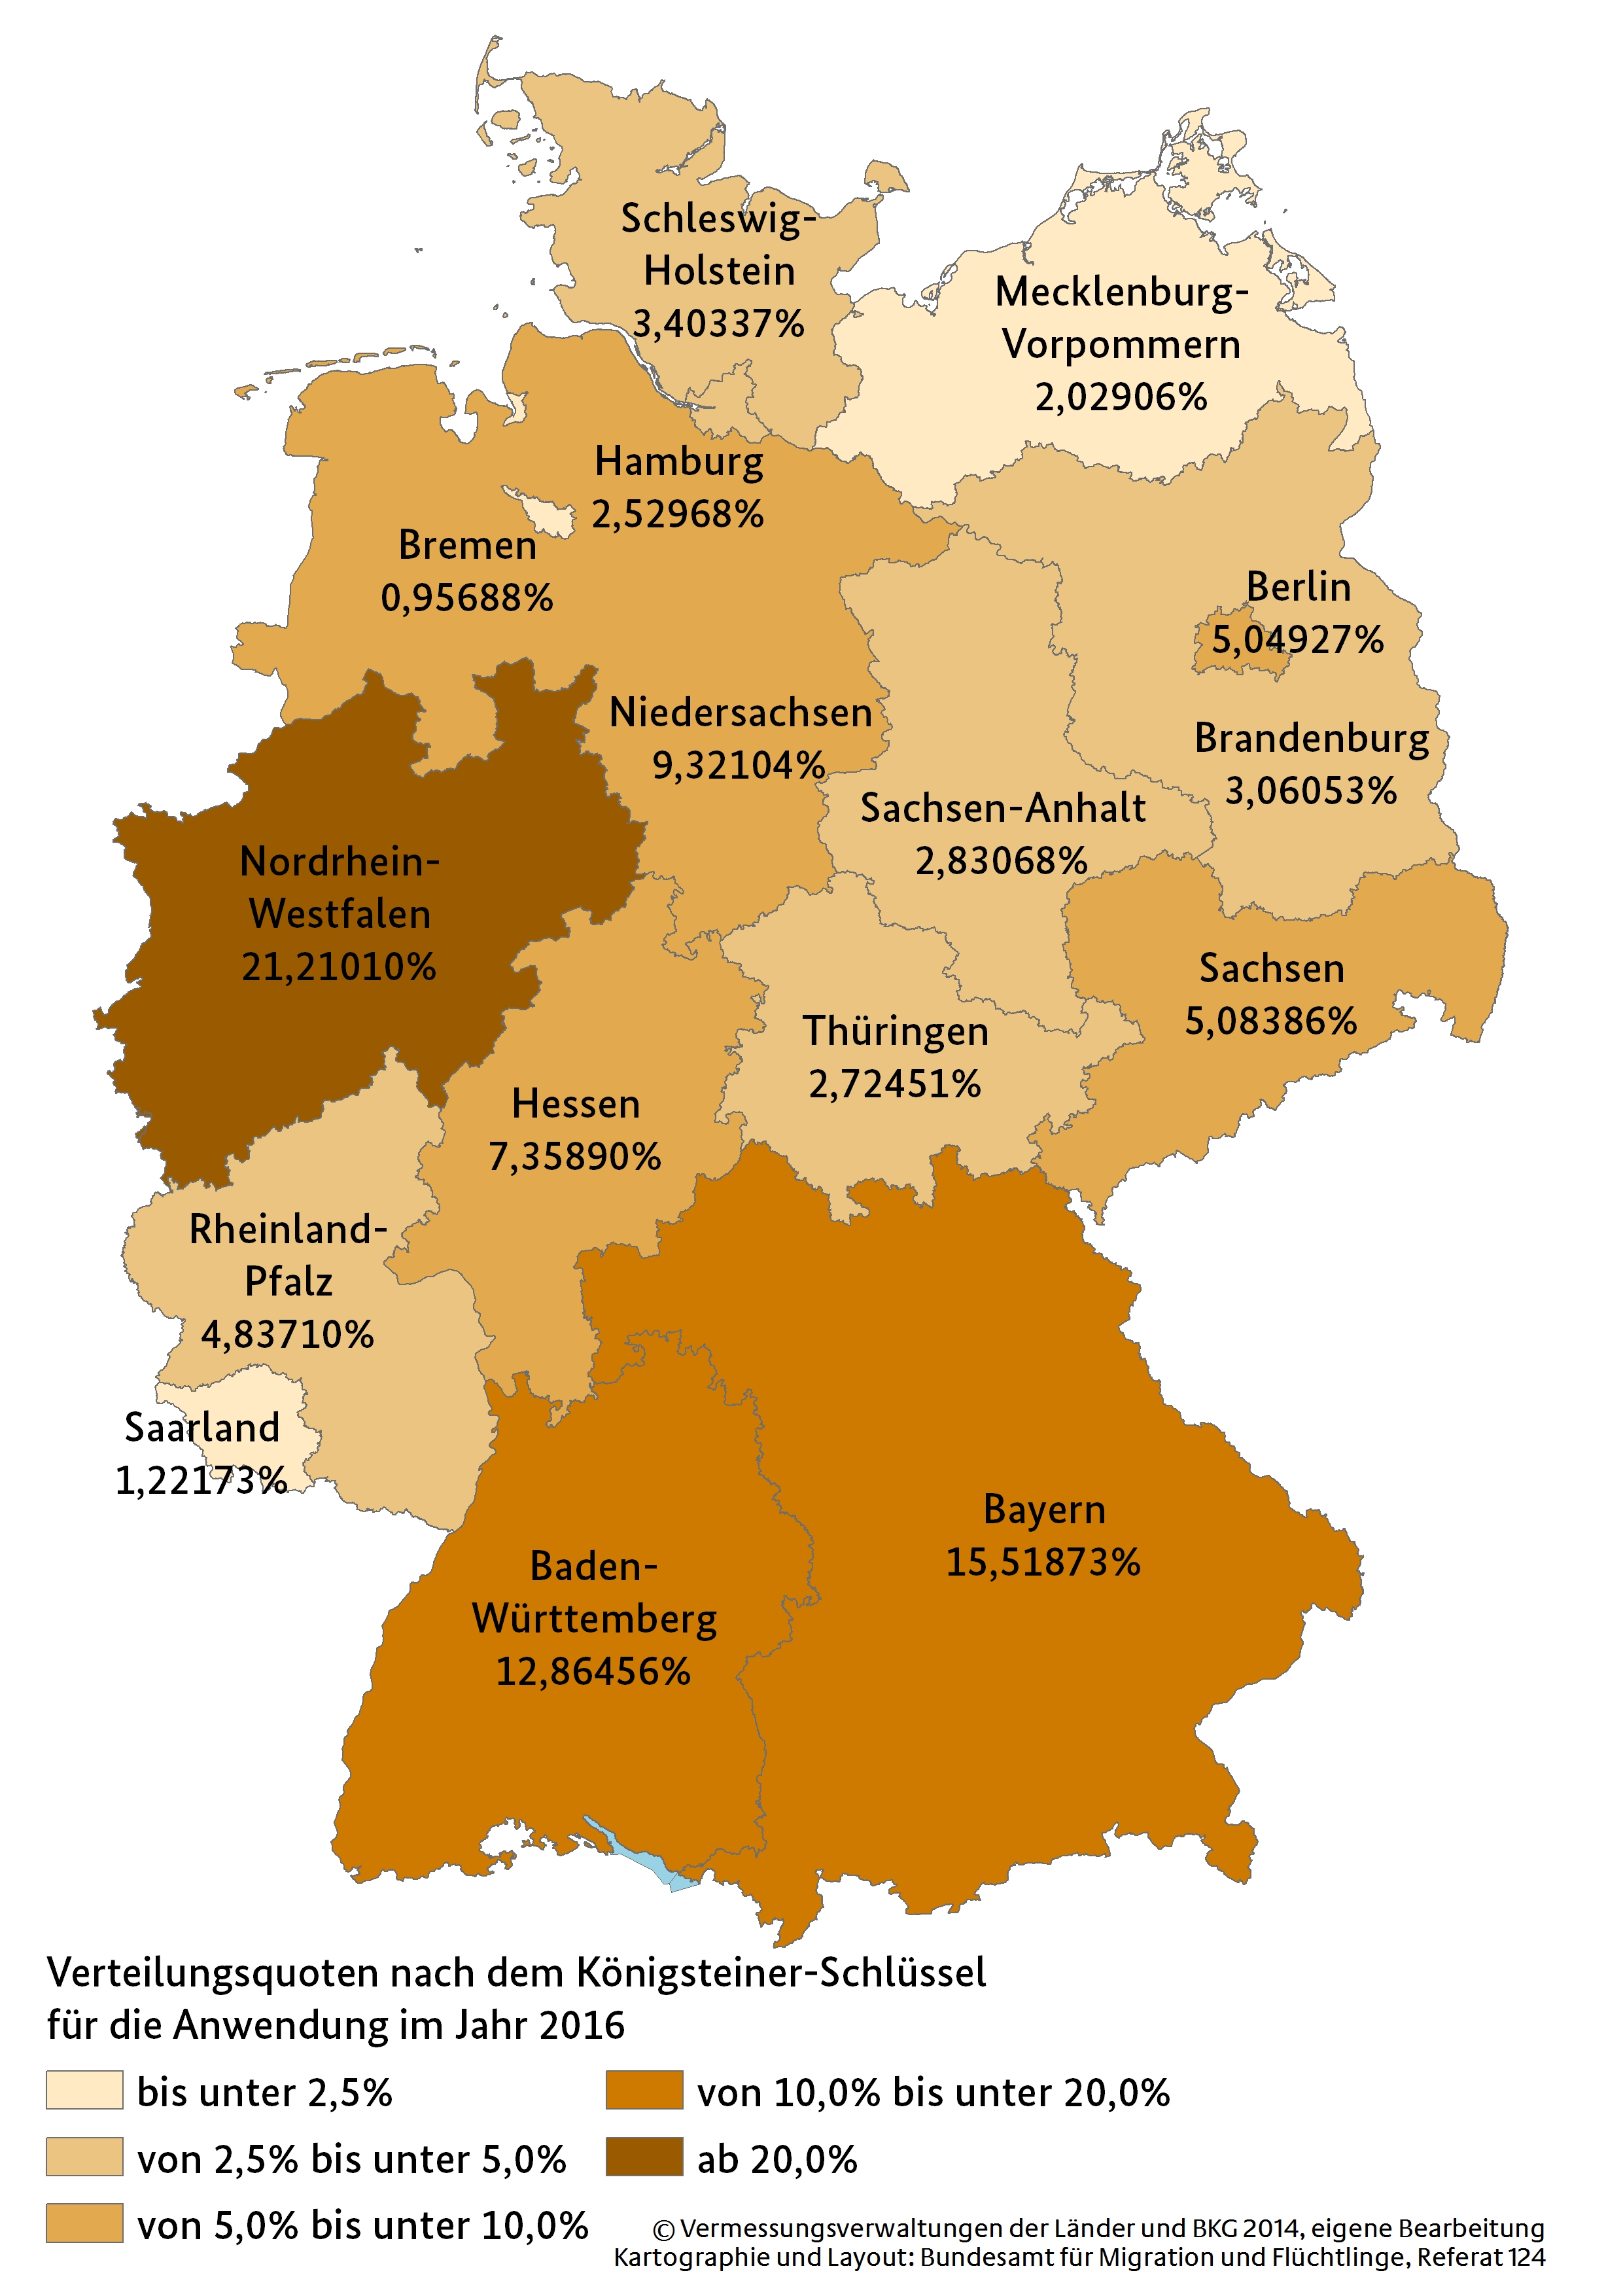 Schleswig-
Holstein
3,40337%
Mecklenburg-
Vorpommern
2,02906%
Hamburg
2,52968%
Bremen
0,95688%
Berlin
5,04927%
Niedersachsen
9,32104%
Brandenburg
3,06053%
Sachsen-Anhalt
2,83068%
Nordrhein-
Westfalen
21,21010%
Sachsen
5,08386%
Thüringen
2,72451%
Hessen
7,35890%
Rheinland-
Pfalz
4,83710%
Saarland
1,22173%
Bayern
15,51873%
Baden-
Württemberg
12,86456%
Verteilungsquoten nach dem Königsteiner-Schlüssel
für die Anwendung im Jahr 2016
bis unter 2,5%
von 2,5% bis unter 5,0%
von 5,0% bis unter 10,0%
von 10,0% bis unter 20,0%
ab 20,0%
© Vermessungsverwaltungen der Länder und BKG 2014, eigene Bearbeitung
Kartographie und Layout: Bundesamt für Migration und Flüchtlinge, Referat 124